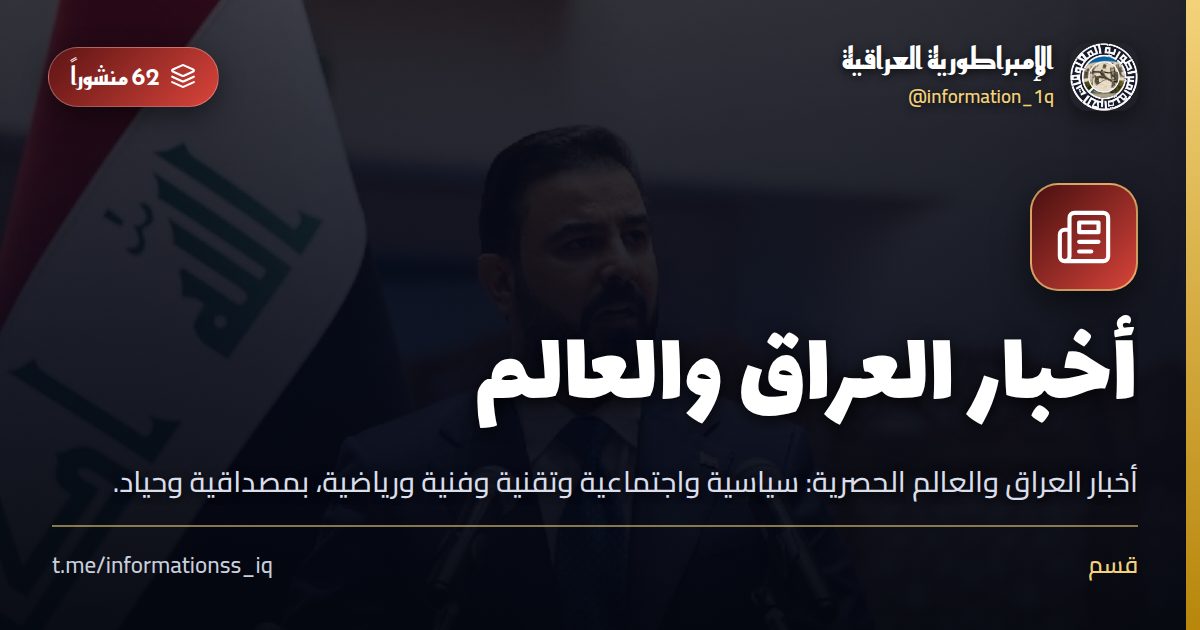 الإمبراطورية العراقية
@information_1q
62 منشوراً
أخبار العراق والعالم
أخبار العراق والعالم الحصرية: سياسية واجتماعية وتقنية وفنية ورياضية، بمصداقية وحياد.
قسم
t.me/informationss_iq